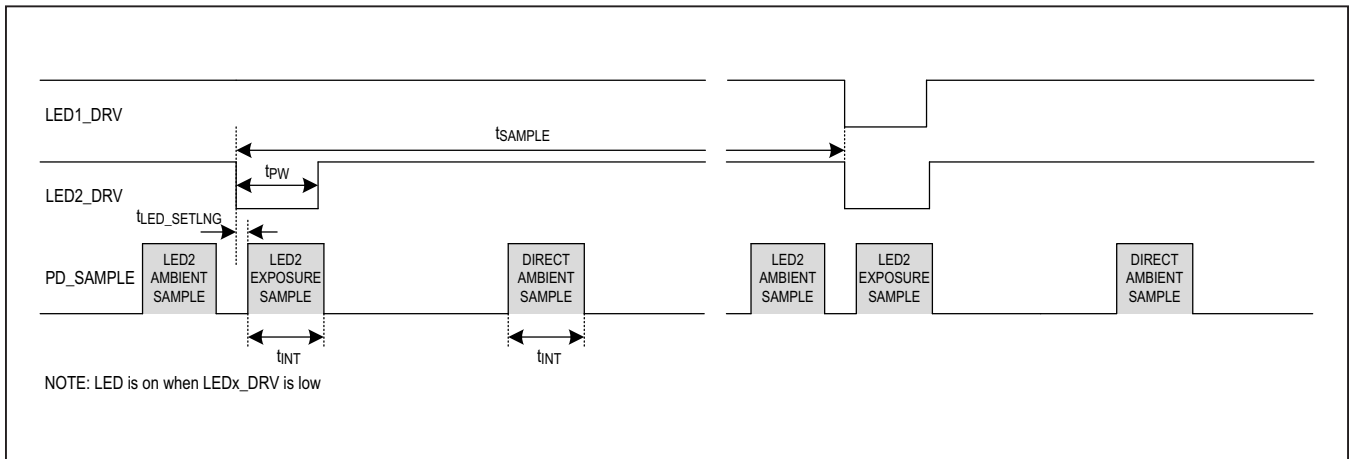 LED1_DRV
tSAMPLE
tPW
LED2_DRV
tLED_SETLNG
PD_SAMPLE
LED2
AMBIENT
SAMPLE
LED2
EXPOSURE
SAMPLE
DIRECT
AMBIENT
SAMPLE
LED2
AMBIENT
SAMPLE
LED2
EXPOSURE
SAMPLE
DIRECT
AMBIENT
SAMPLE
tINT
tINT
NOTE: LED is on when LEDx_DRV is low